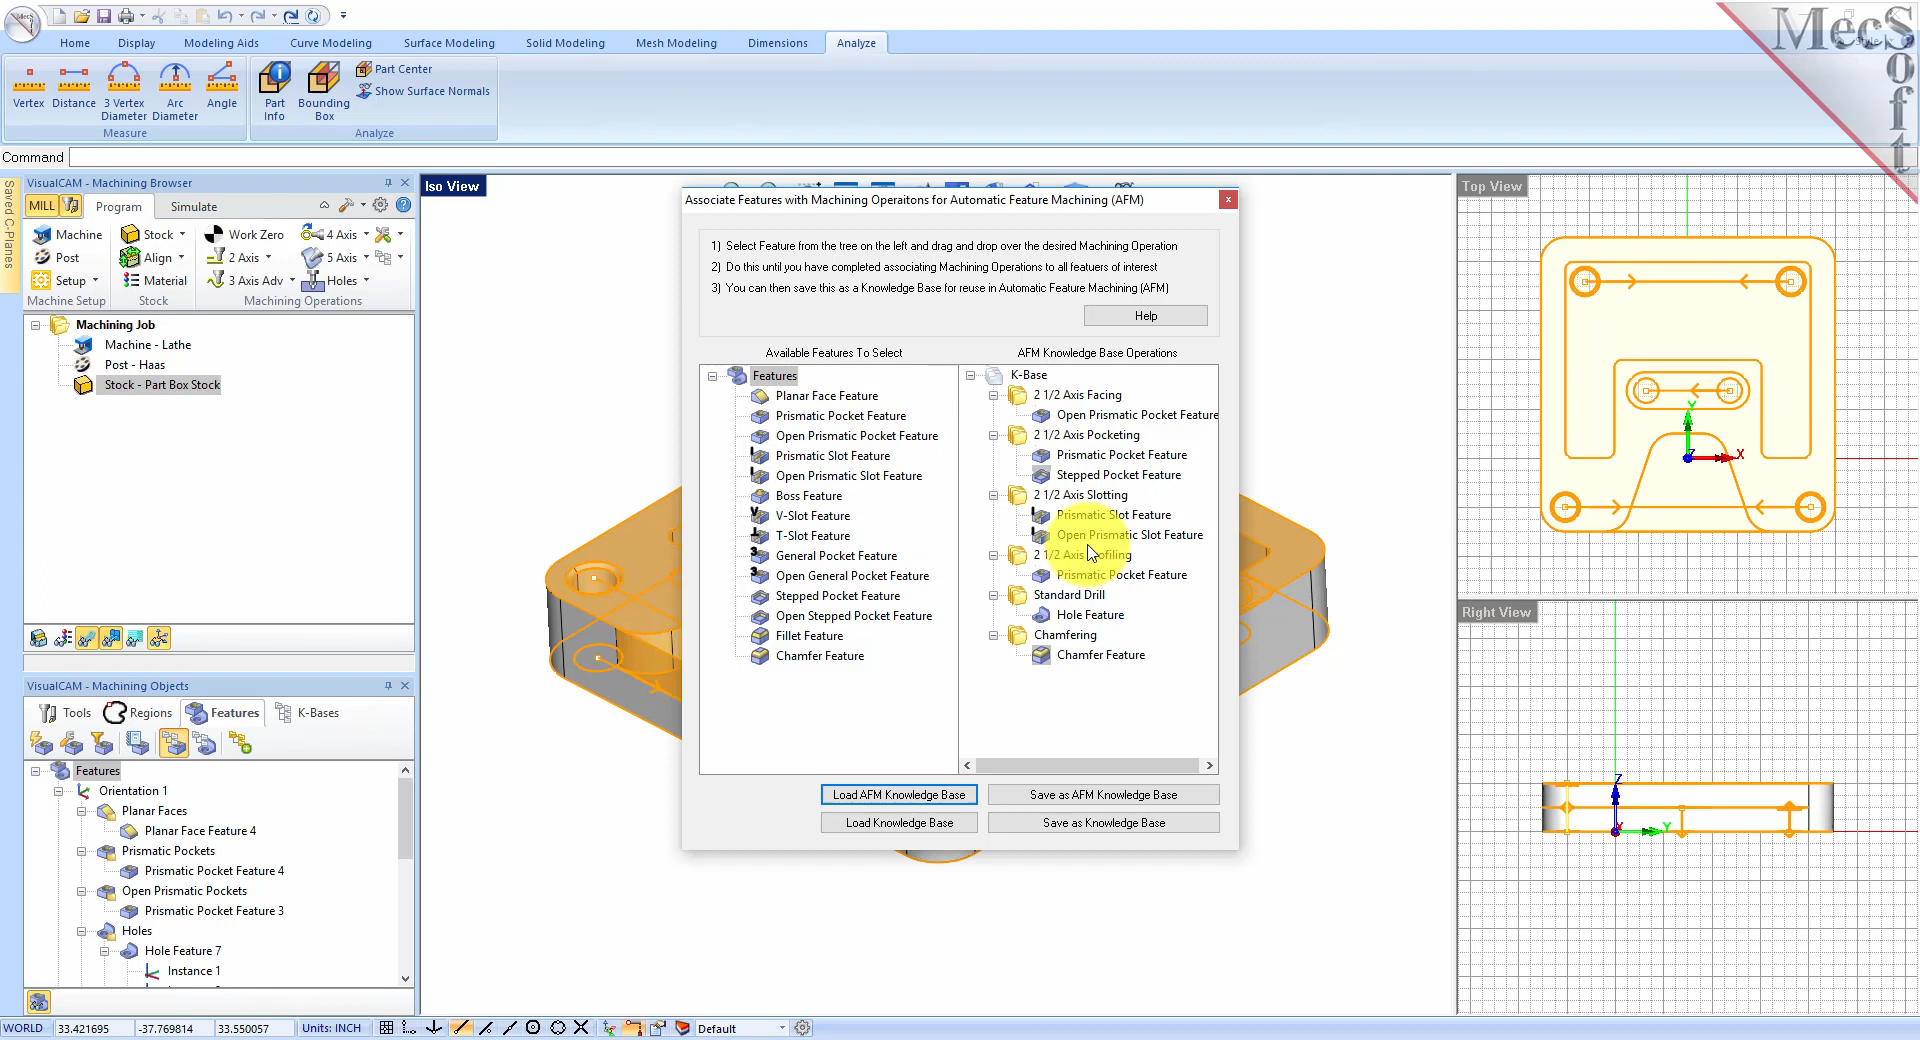 MecSoft
Home Display Modeling Aids Curve Modeling Surface Modeling Solid Modeling Mesh Modeling Dimensions Analyze
Vertex Distance 3 Vertex Diameter Arc Diameter Angle
Measure
Part Info Bounding Box
Part Center
Show Surface Normals
Analyze
Command
Saved C-Planes
VisualCAM - Machining Browser
MILL Program Simulate
Machine Stock Work Zero 4 Axis
Post Align 2 Axis 5 Axis
Setup Material 3 Axis Adv Holes
Machine Setup Stock Machining Operations
Machining Job
Machine - Lathe
Post - Haas
Stock - Part Box Stock
VisualCAM - Machining Objects
Tools Regions Features K-Bases
Features
Orientation 1
Planar Faces
Planar Face Feature 4
Prismatic Pockets
Prismatic Pocket Feature 4
Open Prismatic Pockets
Prismatic Pocket Feature 3
Holes
Hole Feature 7
Instance 1
Iso View
Associate Features with Machining Operaitons for Automatic Feature Machining (AFM)
1) Select Feature from the tree on the left and drag and drop over the desired Machining Operation
2) Do this until you have completed associating Machining Operations to all featuers of interest
3) You can then save this as a Knowledge Base for reuse in Automatic Feature Machining (AFM)
Help
Available Features To Select
Features
Planar Face Feature
Prismatic Pocket Feature
Open Prismatic Pocket Feature
Prismatic Slot Feature
Open Prismatic Slot Feature
Boss Feature
V-Slot Feature
T-Slot Feature
General Pocket Feature
Open General Pocket Feature
Stepped Pocket Feature
Open Stepped Pocket Feature
Fillet Feature
Chamfer Feature
AFM Knowledge Base Operations
K-Base
2 1/2 Axis Facing
Open Prismatic Pocket Feature
2 1/2 Axis Pocketing
Prismatic Pocket Feature
Stepped Pocket Feature
2 1/2 Axis Slotting
Prismatic Slot Feature
Open Prismatic Slot Feature
2 1/2 Axis Profiling
Prismatic Pocket Feature
Standard Drill
Hole Feature
Chamfering
Chamfer Feature
Load AFM Knowledge Base Save as AFM Knowledge Base
Load Knowledge Base Save as Knowledge Base
Top View
Y
X
Right View
Z
Y
X
WORLD 33.421695 -37.769814 33.550057 Units: INCH Default